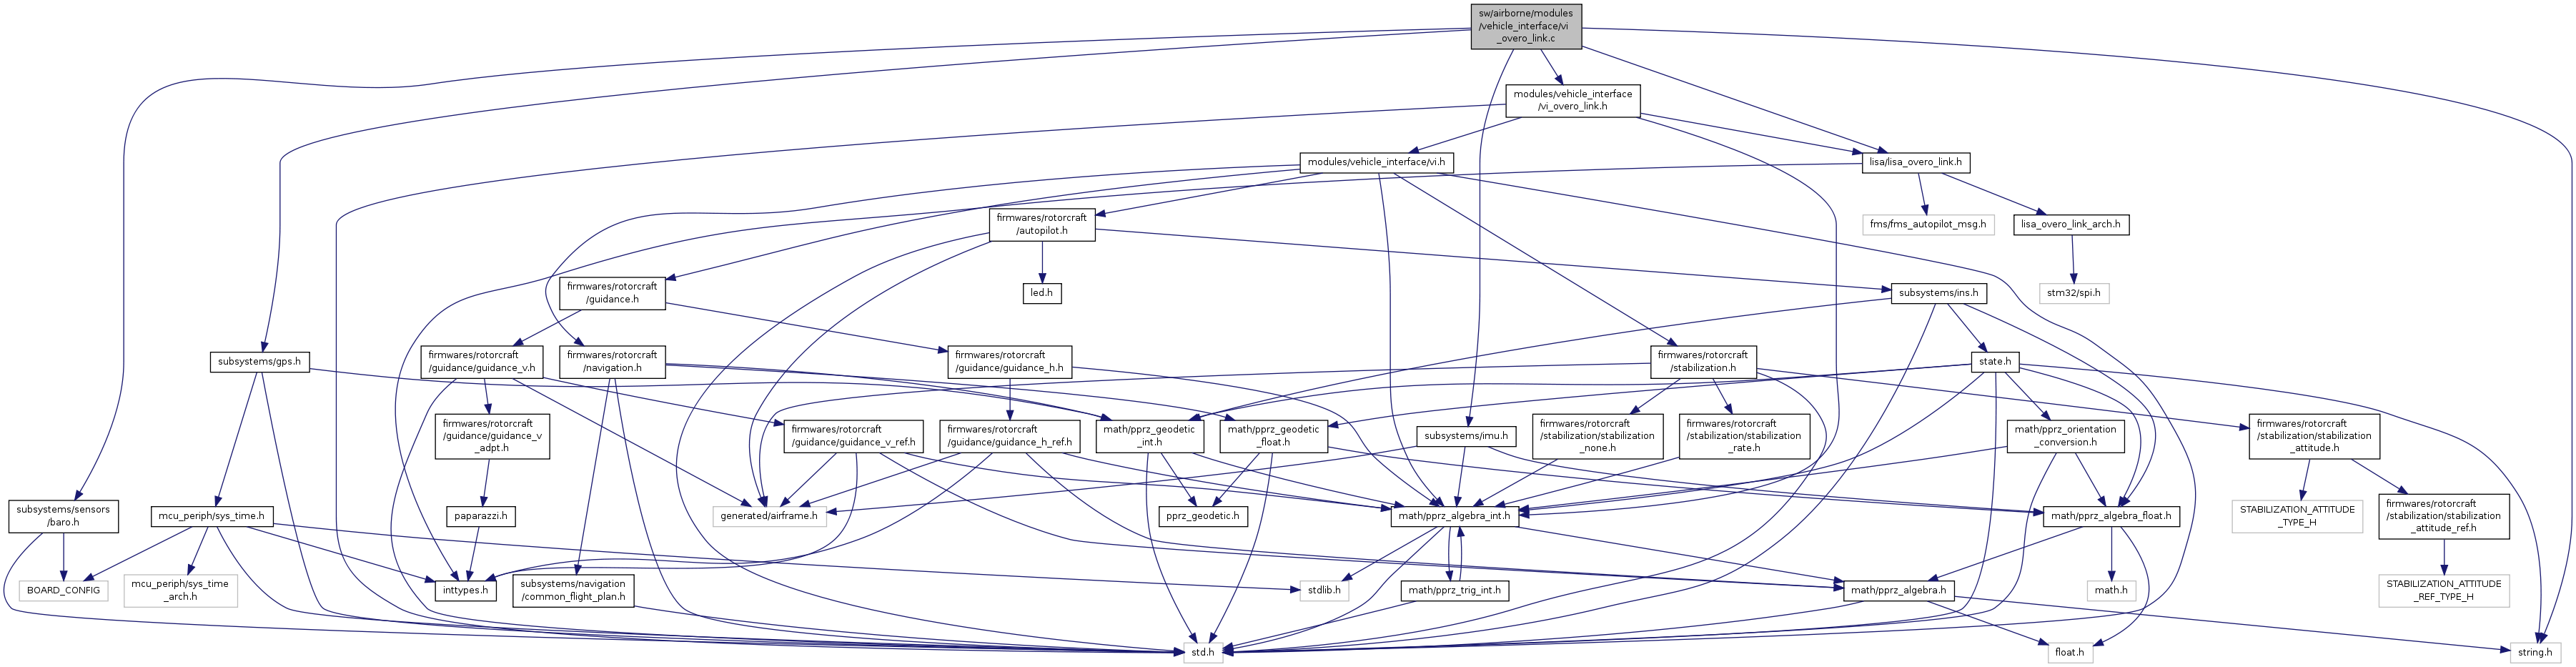 sw/airborne/modules
/vehicle_interface/vi
_overo_link.c
modules/vehicle_interface
/vi_overo_link.h
modules/vehicle_interface/vi.h
lisa/lisa_overo_link.h
firmwares/rotorcraft
/autopilot.h
fms/fms_autopilot_msg.h
lisa_overo_link_arch.h
firmwares/rotorcraft
/guidance.h
led.h
subsystems/ins.h
stm32/spi.h
subsystems/gps.h
firmwares/rotorcraft
/guidance/guidance_v.h
firmwares/rotorcraft
/navigation.h
firmwares/rotorcraft
/guidance/guidance_h.h
firmwares/rotorcraft
/stabilization.h
state.h
firmwares/rotorcraft
/guidance/guidance_v
_adpt.h
firmwares/rotorcraft
/guidance/guidance_v_ref.h
firmwares/rotorcraft
/guidance/guidance_h_ref.h
math/pprz_geodetic
_int.h
math/pprz_geodetic
_float.h
subsystems/imu.h
firmwares/rotorcraft
/stabilization/stabilization
_none.h
firmwares/rotorcraft
/stabilization/stabilization
_rate.h
math/pprz_orientation
_conversion.h
firmwares/rotorcraft
/stabilization/stabilization
_attitude.h
subsystems/sensors
/baro.h
mcu_periph/sys_time.h
paparazzi.h
generated/airframe.h
pprz_geodetic.h
math/pprz_algebra_int.h
math/pprz_algebra_float.h
STABILIZATION_ATTITUDE
_TYPE_H
firmwares/rotorcraft
/stabilization/stabilization
_attitude_ref.h
BOARD_CONFIG
mcu_periph/sys_time
_arch.h
inttypes.h
subsystems/navigation
/common_flight_plan.h
stdlib.h
math/pprz_trig_int.h
math/pprz_algebra.h
math.h
STABILIZATION_ATTITUDE
_REF_TYPE_H
std.h
float.h
string.h